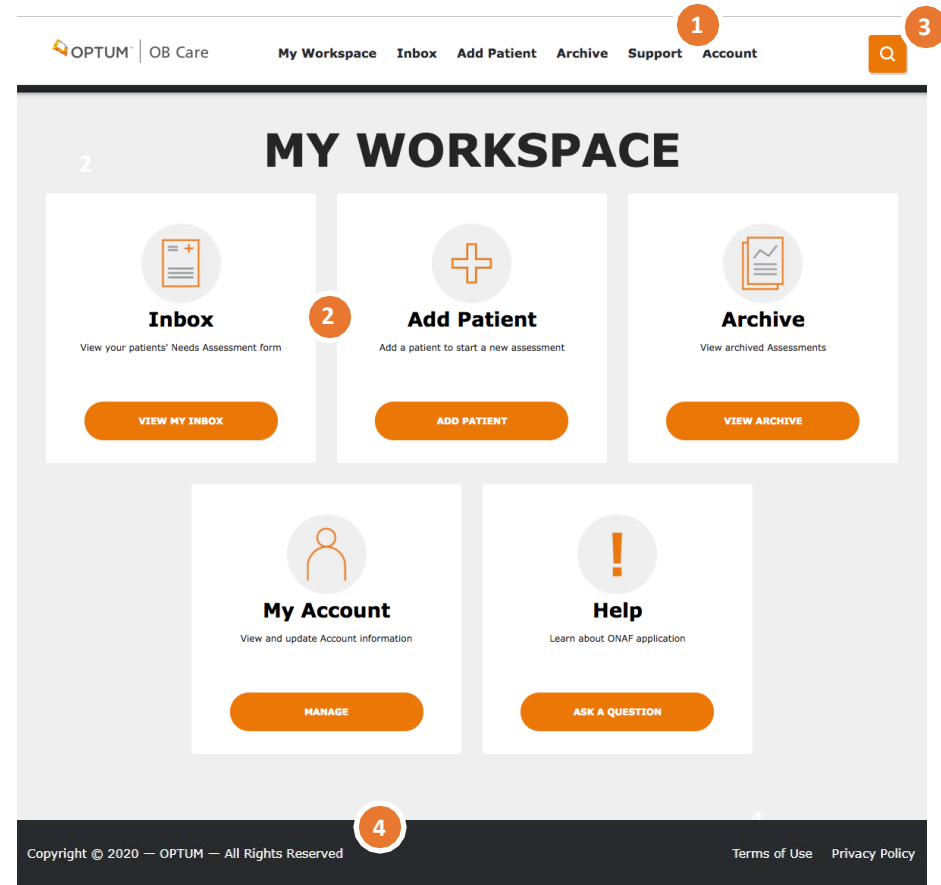 1
3
OPTUM™ | OB Care
My Workspace Inbox Add Patient Archive Support Account
MY WORKSPACE
2
Inbox
View your patients' Needs Assessment form
VIEW MY INBOX
2
Add Patient
Add a patient to start a new assessment
ADD PATIENT
Archive
View archived Assessments
VIEW ARCHIVE
My Account
View and update Account information
MANAGE
Help
Learn about ONAF application
ASK A QUESTION
4
4
Copyright © 2020 — OPTUM — All Rights Reserved
Terms of Use Privacy Policy